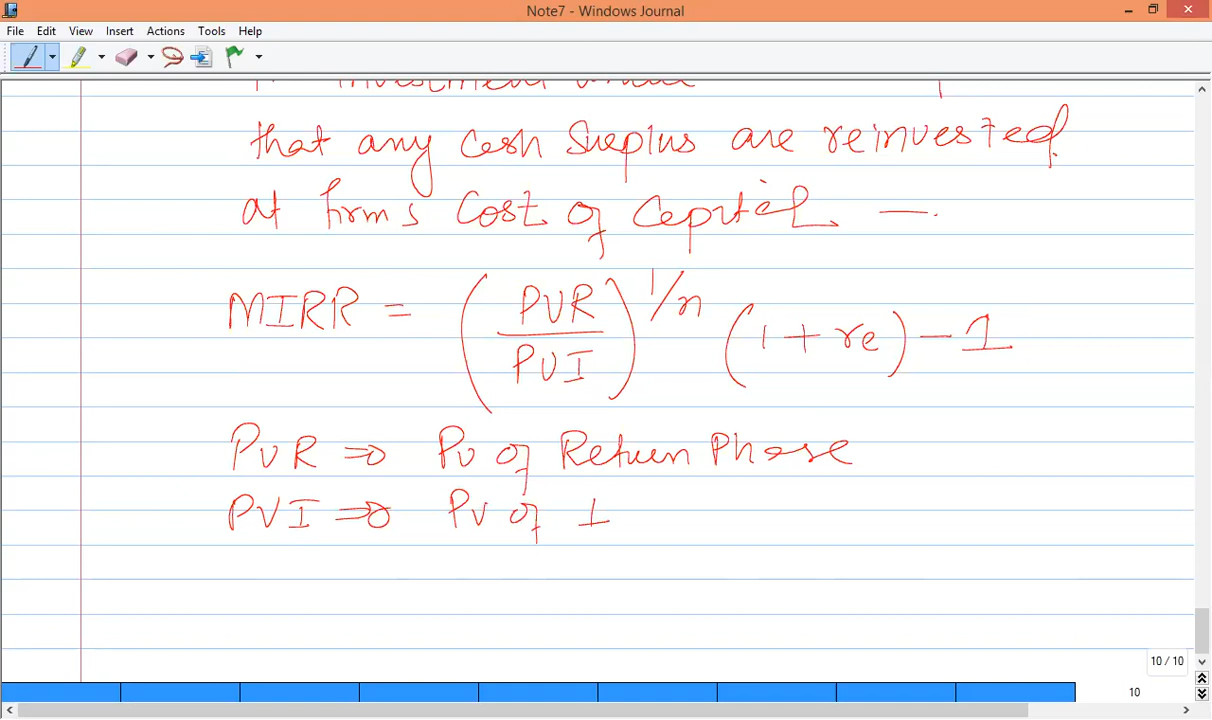 Note7 - Windows Journal
File Edit View Insert Actions Tools Help
that any cash Surplus are reinvested
at firms Cost of Capital —.
MIRR = (PVR/PVI)^1/n (1 + re) - 1
PVR => PV of Return Phase
PVI => PV of I
10 / 10
10